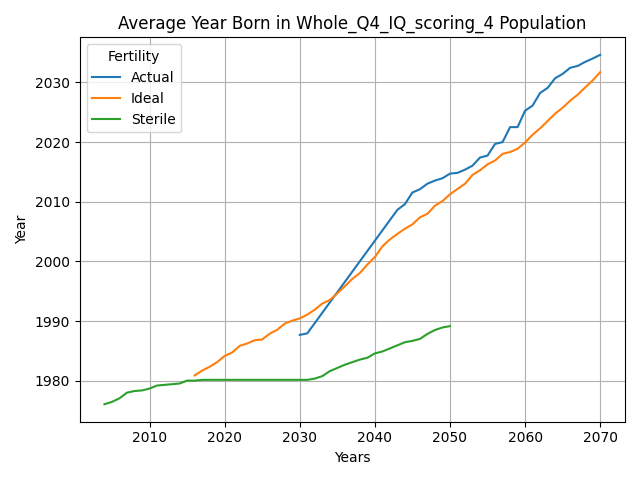 Average Year Born in Whole_Q4_IQ_scoring_4 Population
Fertility
Actual
Ideal
Sterile
2030
2020
2010
2000
1990
1980
Year
2010 2020 2030 2040 2050 2060 2070
Years